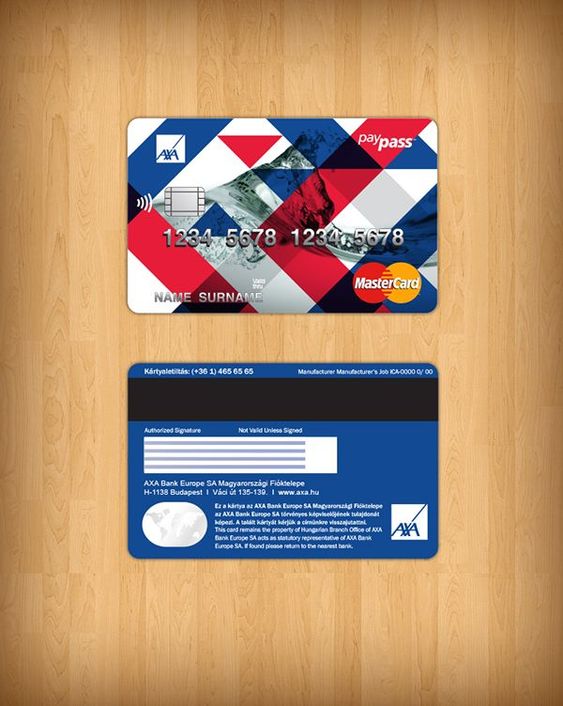 AXA
paypass
1234 5678 1234 5678
NAME SURNAME
MasterCard
Kártyaletiltás: (+36 1) 465 65 65
Manufacturer Manufacturer's Job ICA-0000 0/ 00
Authorized Signature
Not Valid Unless Signed
AXA Bank Europe SA Magyarországi Fióktelepe
H-1138 Budapest I Váci út 135-139. I www.axa.hu
Ez a kártya az AXA Bank Europe SA Magyarországi Fióktelepe
az AXA Bank Europe SA törvényes képviselőjének tulajdonát
képezi. A talált kártyát kérjük a címünkre visszajuttatni.
This card remains the property of Hungarian Branch Office of AXA
Bank Europe SA acts as statutory representative of AXA Bank
Europe SA. If found please return to the nearest bank.
AXA